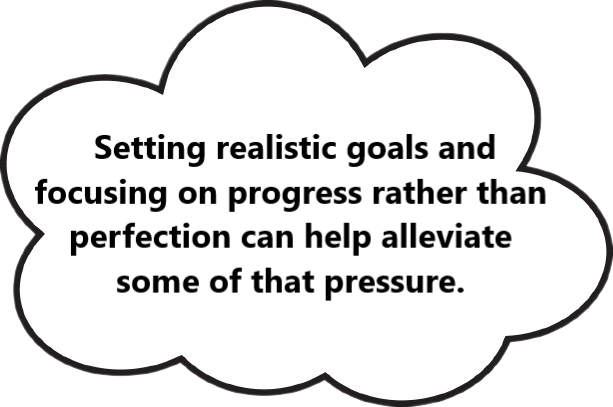 Setting realistic goals and
focusing on progress rather than
perfection can help alleviate
some of that pressure.